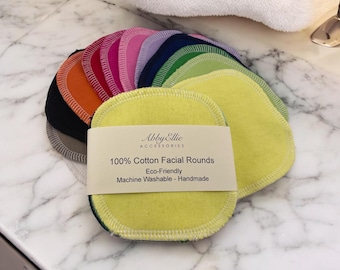 AbbyEllie
ACCESSORIES
100% Cotton Facial Rounds
Eco-Friendly
Machine Washable - Handmade